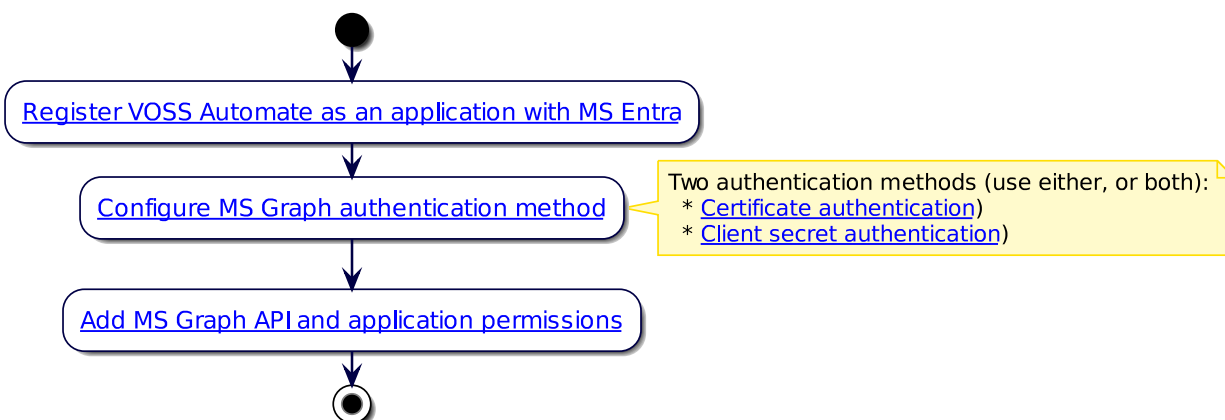 Register VOSS Automate as an application with MS Entra
Configure MS Graph authentication method
Two authentication methods (use either, or both):
* Certificate authentication)
* Client secret authentication)
Add MS Graph API and application permissions